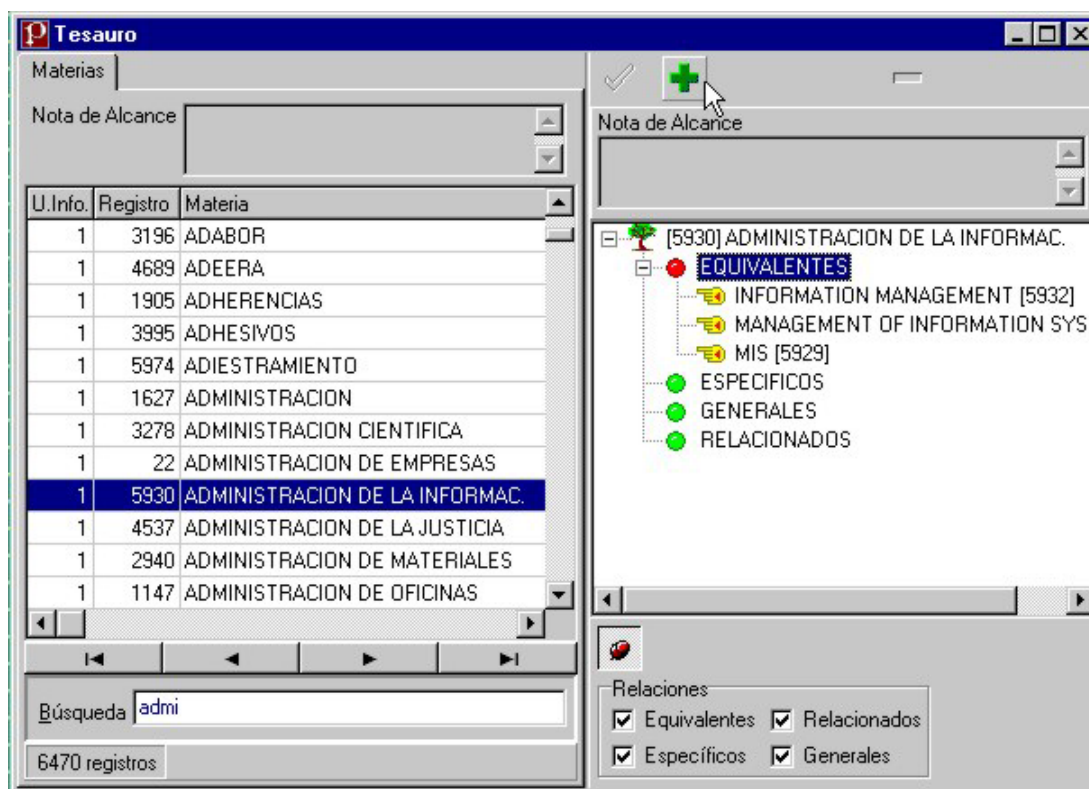 Tesauro
Materias
Nota de Alcance
U.Info. Registro Materia
1 3196 ADABOR
1 4689 ADEERA
1 1905 ADHERENCIAS
1 3995 ADHESIVOS
1 5974 ADIESTRAMIENTO
1 1627 ADMINISTRACION
1 3278 ADMINISTRACION CIENTIFICA
1 22 ADMINISTRACION DE EMPRESAS
1 5930 ADMINISTRACION DE LA INFORMAC.
1 4537 ADMINISTRACION DE LA JUSTICIA
1 2940 ADMINISTRACION DE MATERIALES
1 1147 ADMINISTRACION DE OFICINAS
Búsqueda admi
6470 registros
Nota de Alcance
[5930] ADMINISTRACION DE LA INFORMAC.
EQUIVALENTES
INFORMATION MANAGEMENT [5932]
MANAGEMENT OF INFORMATION SYS
MIS [5929]
ESPECIFICOS
GENERALES
RELACIONADOS
Relaciones
Equivalentes Relacionados
Específicos Generales